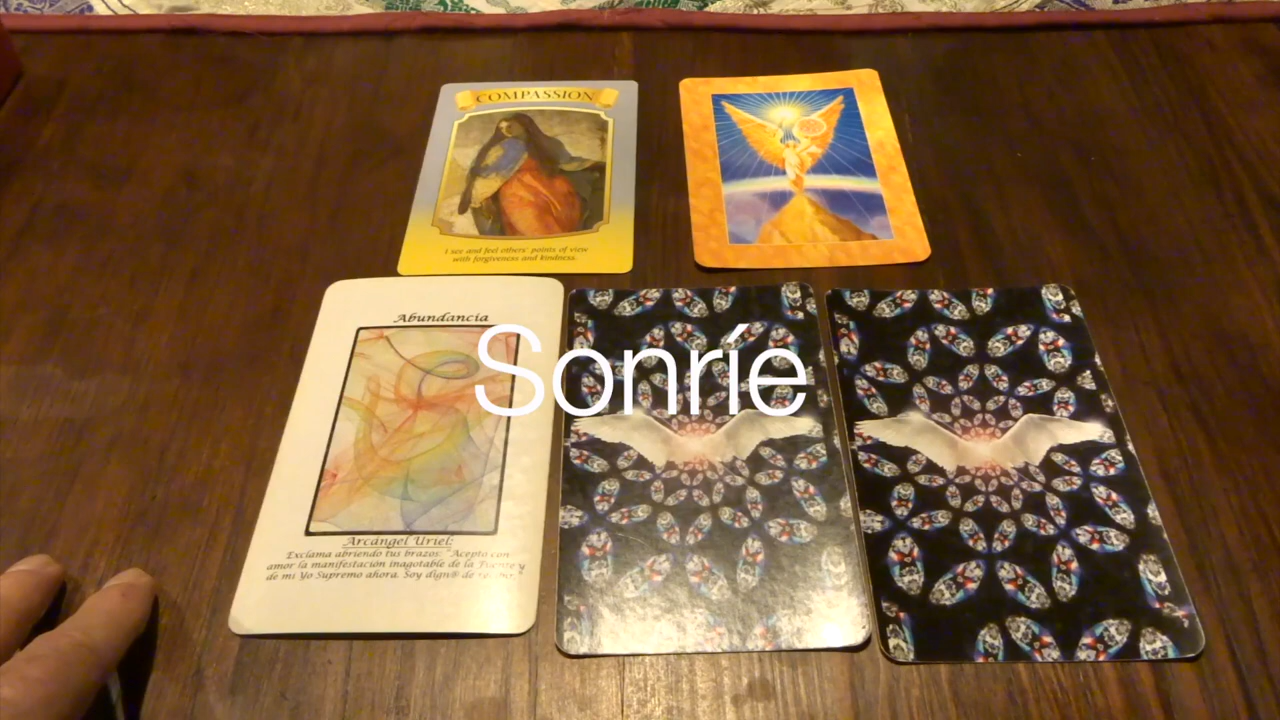 COMPASSION
I see and feel others' points of view
with forgiveness and kindness.
Abundancia
Sonríe
Arcángel Uriel:
Exclama abriendo tus brazos: "Acepto con
amor la manifestación inagotable de la Fuente y
de mi Yo Supremo ahora. Soy dign@ de recibir."